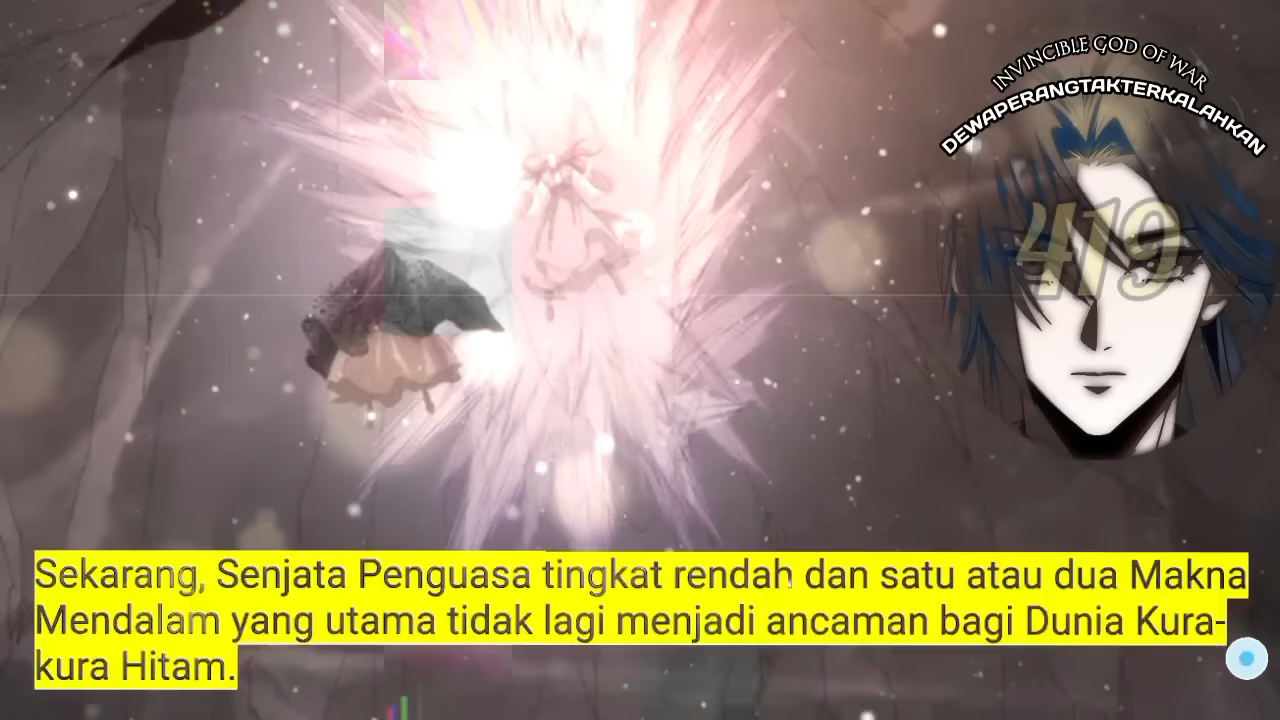 INVINCIBLE GOD OF WAR
DEWAPERANGTAKTERKALAHKAN
419
Sekarang, Senjata Penguasa tingkat rendah dan satu atau dua Makna
Mendalam yang utama tidak lagi menjadi ancaman bagi Dunia Kura-
kura Hitam.